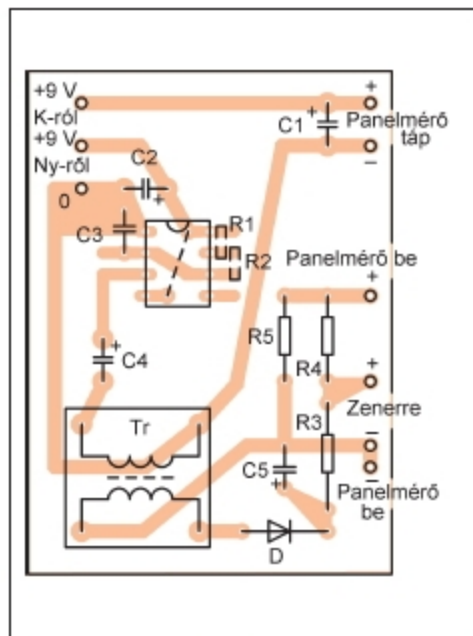 +9 V
K-ról
+9 V
Ny-ről
0
C2
+
C3
R1
R2
C1
+
+
Panelmérő
táp
–
Panelmérő be
+
R5
R4
+
C4
+
Zenerre
R3
Tr
C5
+
–
–
Panelmérő
be
D